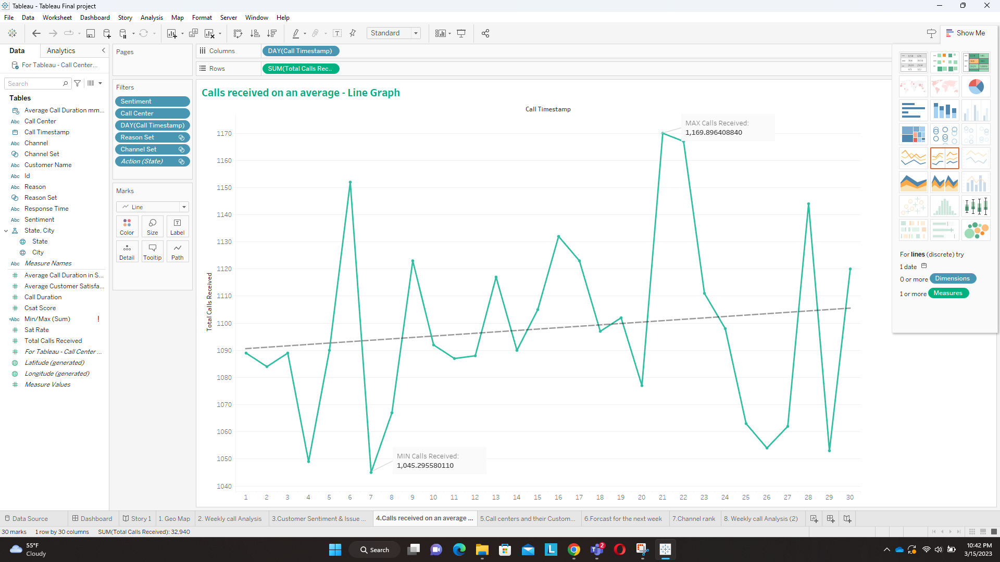 Tableau - Tableau Final project
File Data Worksheet Dashboard Story Analysis Map Format Server Window Help
Standard
Show Me
Data Analytics
For Tableau - Call Center...
Search
Tables
Average Call Duration mm...
Abc Call Center
Call Timestamp
Abc Channel
Channel Set
Abc Customer Name
Abc Id
Abc Reason
Reason Set
Abc Response Time
Abc Sentiment
State, City
State
City
Abc Measure Names
# Average Call Duration in S...
# Average Customer Satisfa...
# Call Duration
# Csat Score
=Abc Min/Max (Sum) !
# Sat Rate
# Total Calls Received
# For Tableau - Call Center ...
Latitude (generated)
Longitude (generated)
# Measure Values
Pages
Filters
Sentiment
Call Center
DAY(Call Timestamp)
Reason Set
Channel Set
Action (State)
Marks
Line
Color Size Label
Detail Tooltip Path
Columns DAY(Call Timestamp)
Rows SUM(Total Calls Rec..
Calls received on an average - Line Graph
Call Timestamp
MAX Calls Received:
1,169.896408840
MIN Calls Received:
1,045.295580110
Total Calls Received
1170
1160
1150
1140
1130
1120
1110
1100
1090
1080
1070
1060
1050
1040
1 2 3 4 5 6 7 8 9 10 11 12 13 14 15 16 17 18 19 20 21 22 23 24 25 26 27 28 29 30
For lines (discrete) try
1 date
0 or more Dimensions
1 or more Measures
Data Source Dashboard Story 1 1. Geo Map 2. Weekly call Analysis 3.Customer Sentiment & Issue ... 4.Calls received on an average ... 5.Call centers and their Custom... 6.Forcast for the next week 7.Channel rank 8. Weekly call Analysis (2)
30 marks 1 row by 30 columns SUM(Total Calls Received): 32,940
55°F
Cloudy
Search
2
10:42 PM
3/15/2023